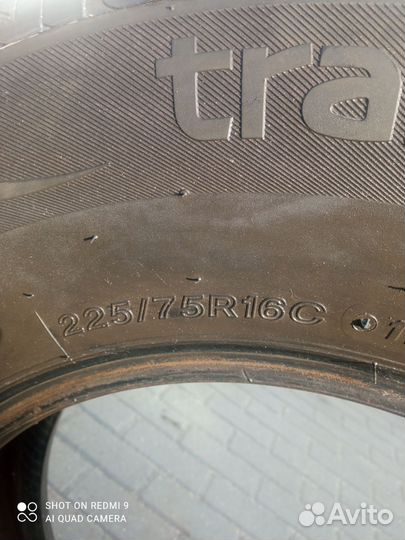 tra
225/75R16C
SHOT ON REDMI 9
AI QUAD CAMERA
Avito